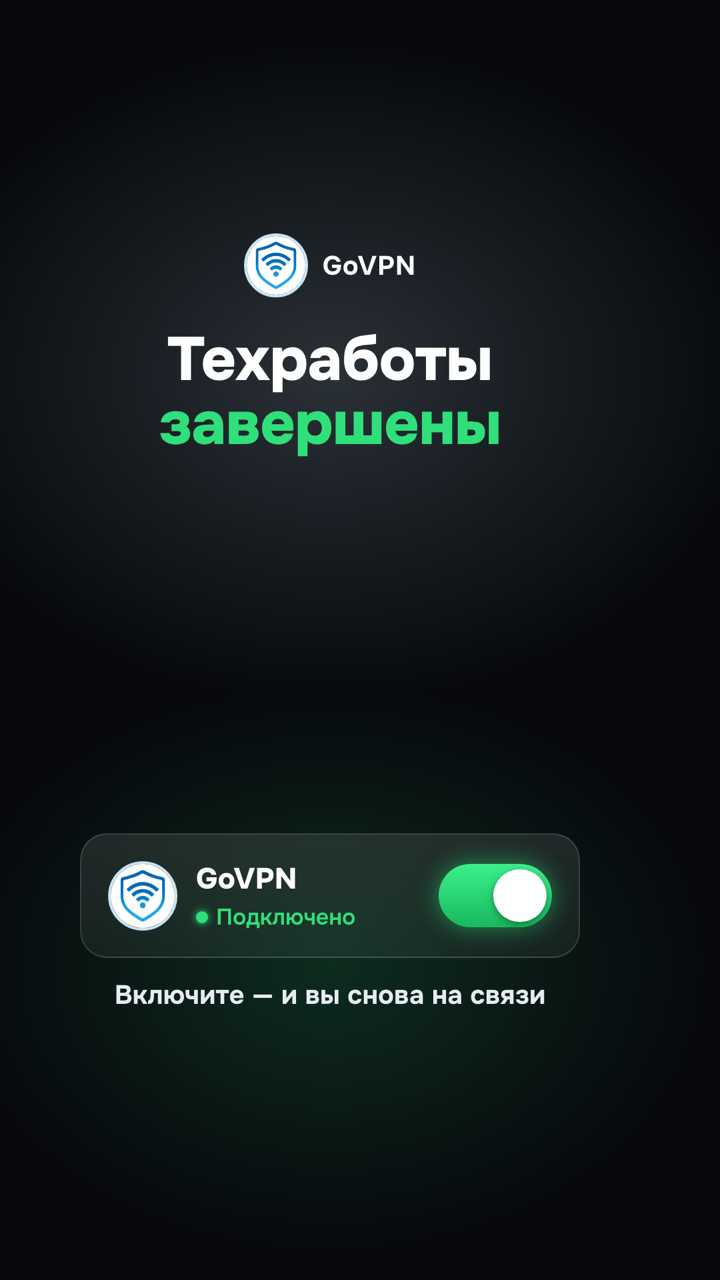 GoVPN
Техработы
завершены
GoVPN
Подключено
Включите — и вы снова на связи